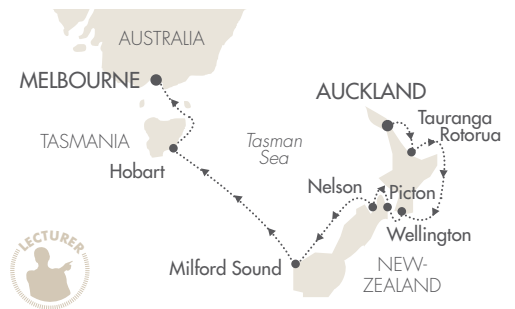 AUSTRALIA
MELBOURNE
AUCKLAND
Tauranga
Rotorua
TASMANIA
Tasman
Sea
Hobart
Nelson
Picton
Wellington
Milford Sound
NEW-
ZEALAND
LECTURER